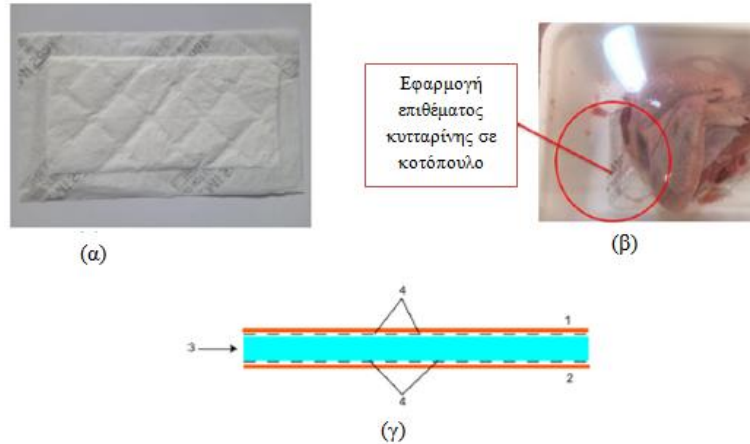 Εφαρμογή
επιθέματος
κυτταρίνης σε
κοτόπουλο
(α)
(β)
4
1
3
2
4
(γ)